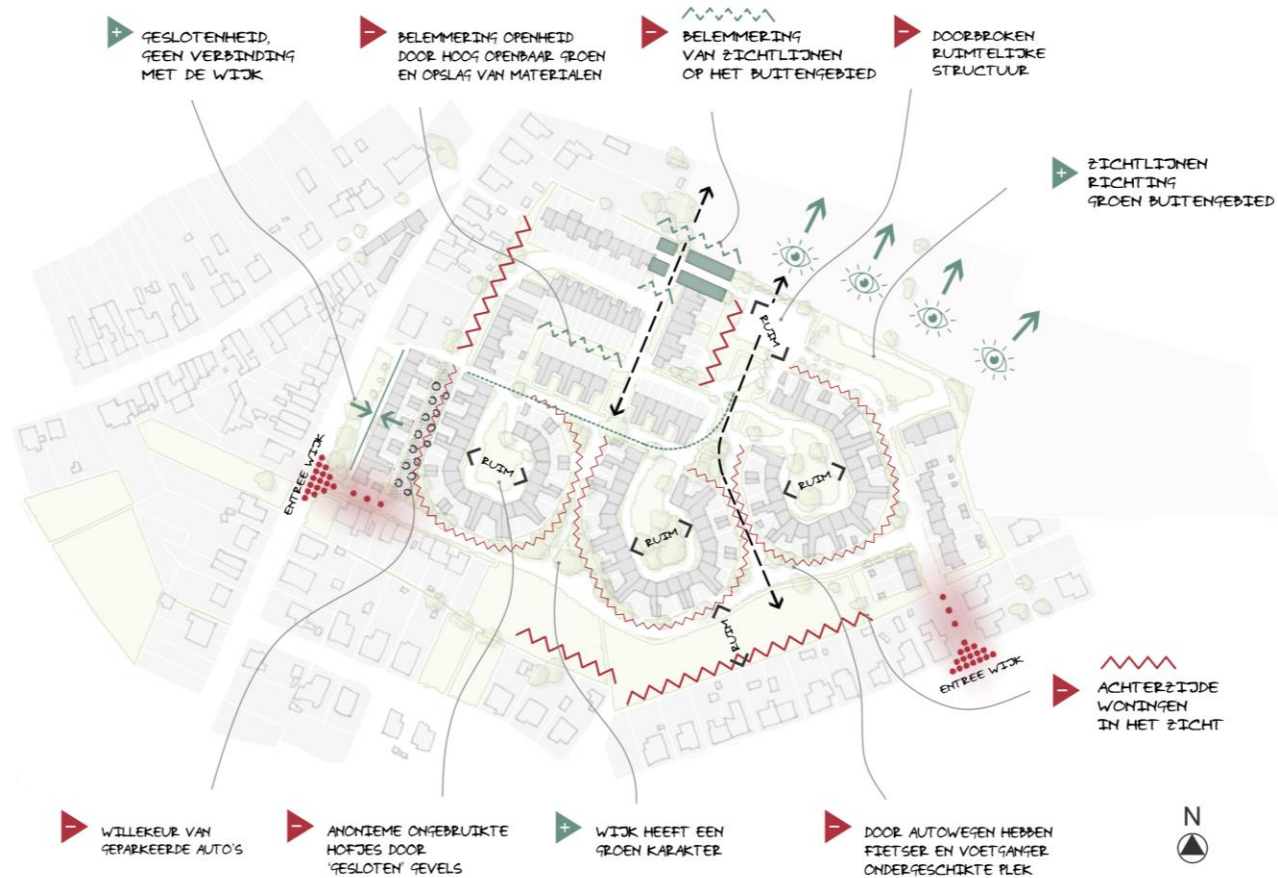 GESLOTENHEID,
GEEN VERBINDING
MET DE WIJK
BELEMMERING OPENHEID
DOOR HOOG OPENBAAR GROEN
EN OPSLAG VAN MATERIALEN
BELEMMERING
VAN ZICHTLIJNEN
OP HET BUITENGEBIED
DOORBROKEN
RUIMTELIJKE
STRUCTUUR
ZICHTLIJNEN
RICHTING
GROEN BUITENGEBIED
RUIM
ENTREE WIJK
RUIM
RUIM
RUIM
RUIM
ENTREE WIJK
ACHTERZIJDE
WONINGEN
IN HET ZICHT
WILLEKEUR VAN
GEPARKEERDE AUTO'S
ANONIEME ONGEBRUIKTE
HOFJES DOOR
'GESLOTEN' GEVELS
WIJK HEEFT EEN
GROEN KARAKTER
DOOR AUTOWEGEN HEBBEN
FIETSER EN VOETGANGER
ONDERGESCHIKTE PLEK
N